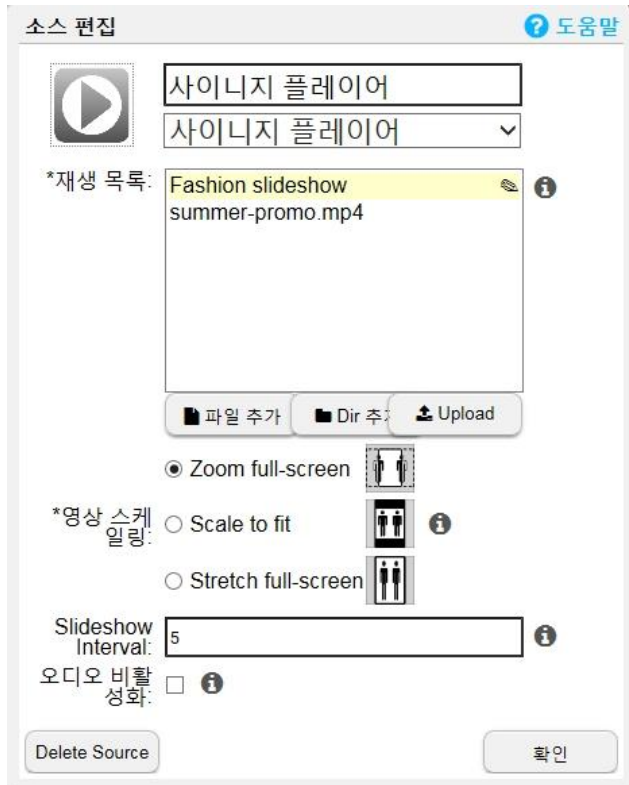 소스 편집
도움말
사이니지 플레이어
사이니지 플레이어
*재생 목록:
Fashion slideshow
summer-promo.mp4
파일 추가
Dir 추
Upload
Zoom full-screen
*영상 스케
일링:
Scale to fit
Stretch full-screen
Slideshow
Interval:
5
오디오 비활
성화:
Delete Source
확인